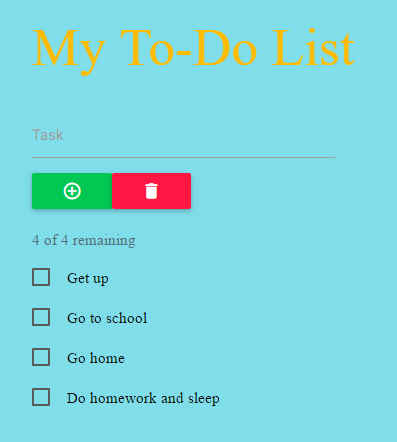 My To-Do List
Task
4 of 4 remaining
Get up
Go to school
Go home
Do homework and sleep